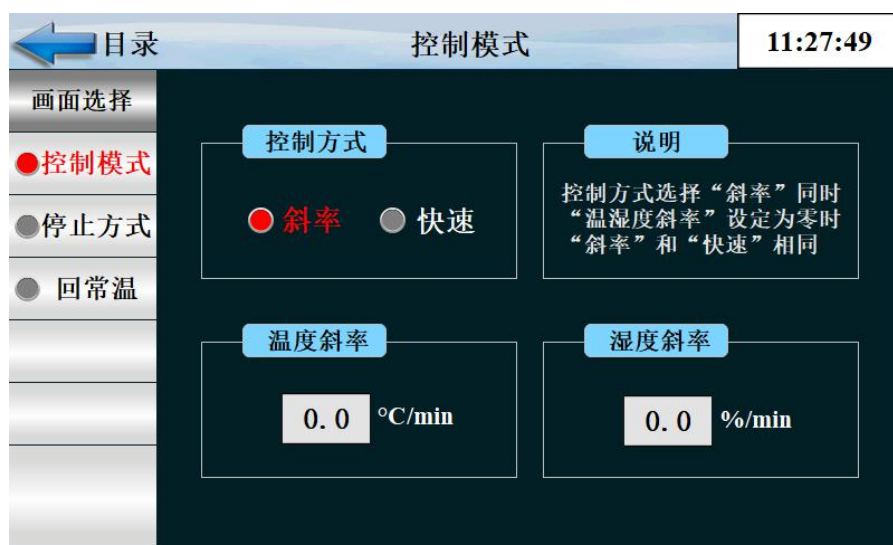 目录
控制模式
11:27:49
画面选择
控制模式
停止方式
回常温
控制方式
斜率
快速
说明
控制方式选择“斜率”同时
“温湿度斜率”设定为零时
“斜率”和“快速”相同
温度斜率
0.0 °C/min
湿度斜率
0.0 %/min